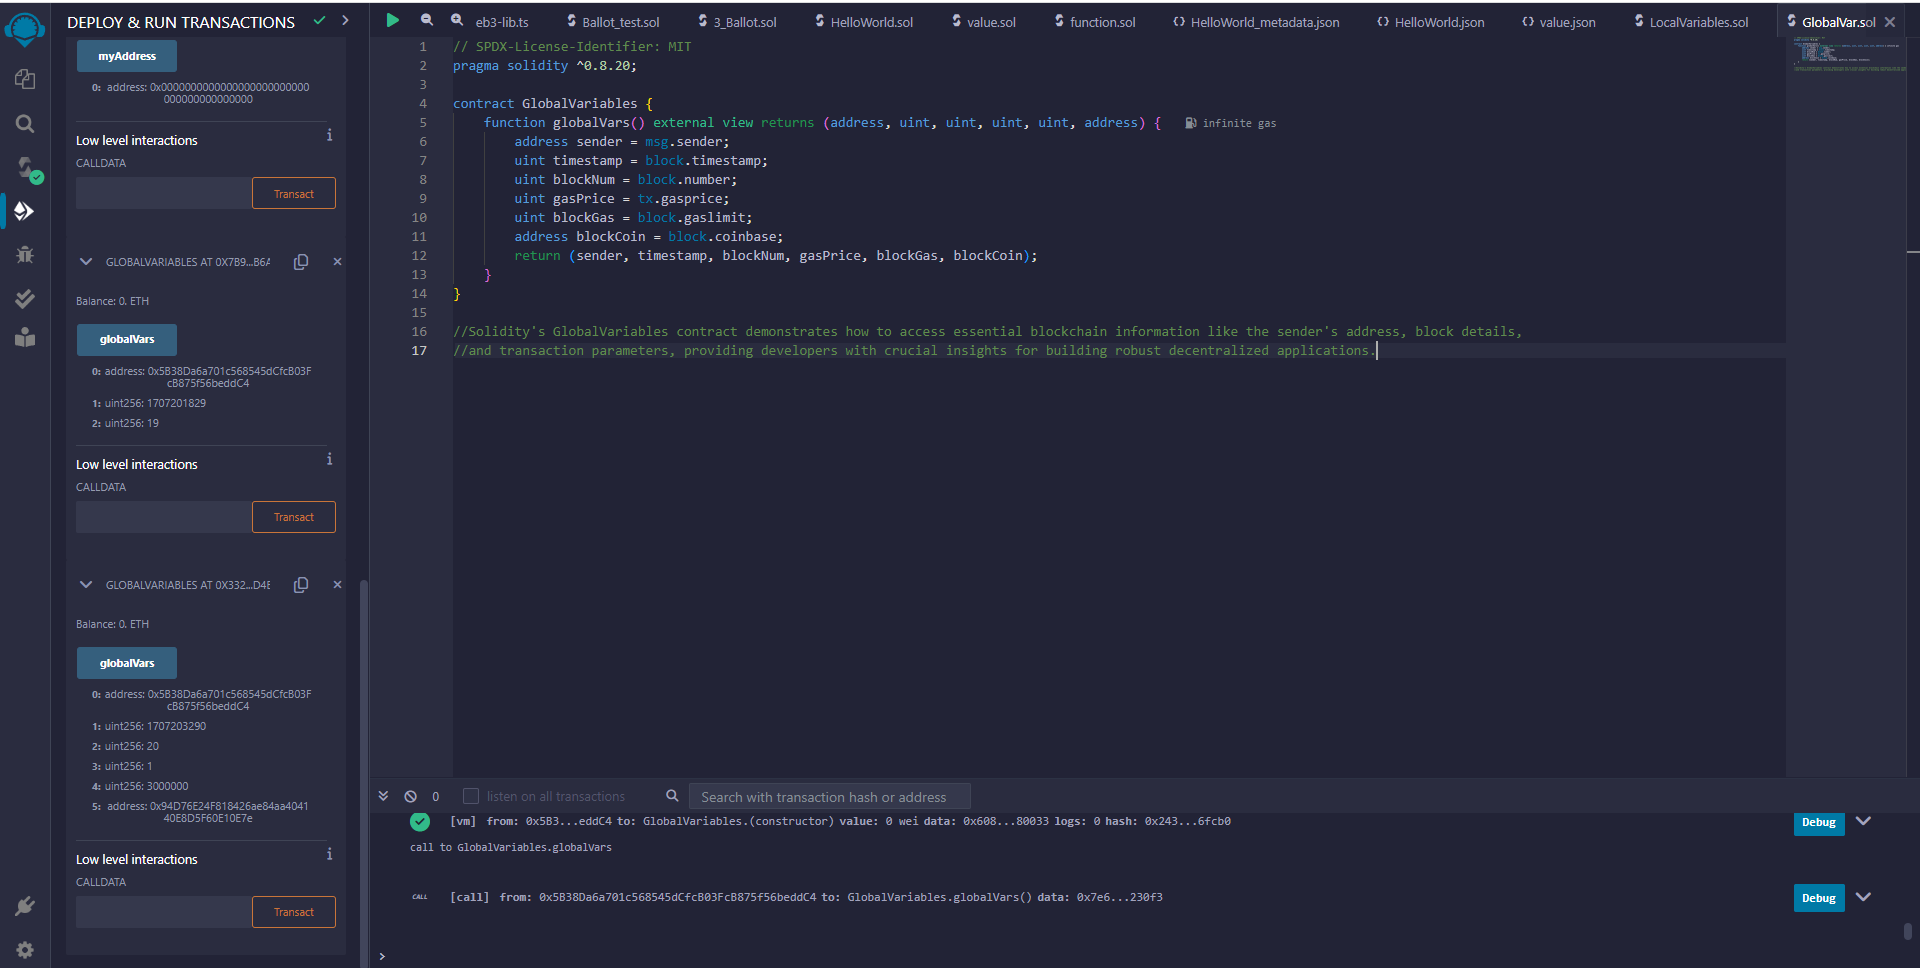 DEPLOY & RUN TRANSACTIONS
myAddress
0: address: 0x000000000000000000000000
0000000000000000
Low level interactions
CALLDATA
Transact
GLOBALVARIABLES AT 0X7B9...B6A
Balance: 0. ETH
globalVars
0: address: 0x5B38Da6a701c568545dCfcB03F
cB875f56beddC4
1: uint256: 1707201829
2: uint256: 19
Low level interactions
CALLDATA
Transact
GLOBALVARIABLES AT 0X332...D4E
Balance: 0. ETH
globalVars
0: address: 0x5B38Da6a701c568545dCfcB03F
cB875f56beddC4
1: uint256: 1707203290
2: uint256: 20
3: uint256: 1
4: uint256: 3000000
5: address: 0x94D76E24F818426ae84aa4041
40E8D5F60E10E7e
Low level interactions
CALLDATA
Transact
eb3-lib.ts Ballot_test.sol 3_Ballot.sol HelloWorld.sol value.sol function.sol HelloWorld_metadata.json HelloWorld.json value.json LocalVariables.sol GlobalVar.sol
1 // SPDX-License-Identifier: MIT
2 pragma solidity ^0.8.20;
3
4 contract GlobalVariables {
5 function globalVars() external view returns (address, uint, uint, uint, uint, address) { infinite gas
6 address sender = msg.sender;
7 uint timestamp = block.timestamp;
8 uint blockNum = block.number;
9 uint gasPrice = tx.gasprice;
10 uint blockGas = block.gaslimit;
11 address blockCoin = block.coinbase;
12 return (sender, timestamp, blockNum, gasPrice, blockGas, blockCoin);
13 }
14 }
15
16 //Solidity's GlobalVariables contract demonstrates how to access essential blockchain information like the sender's address, block details,
17 //and transaction parameters, providing developers with crucial insights for building robust decentralized applications.
0 listen on all transactions Search with transaction hash or address
[vm] from: 0x5B3...eddC4 to: GlobalVariables.(constructor) value: 0 wei data: 0x608...80033 logs: 0 hash: 0x243...6fcb0 Debug
call to GlobalVariables.globalVars
CALL [call] from: 0x5B38Da6a701c568545dCfcB03FcB875f56beddC4 to: GlobalVariables.globalVars() data: 0x7e6...230f3 Debug
>